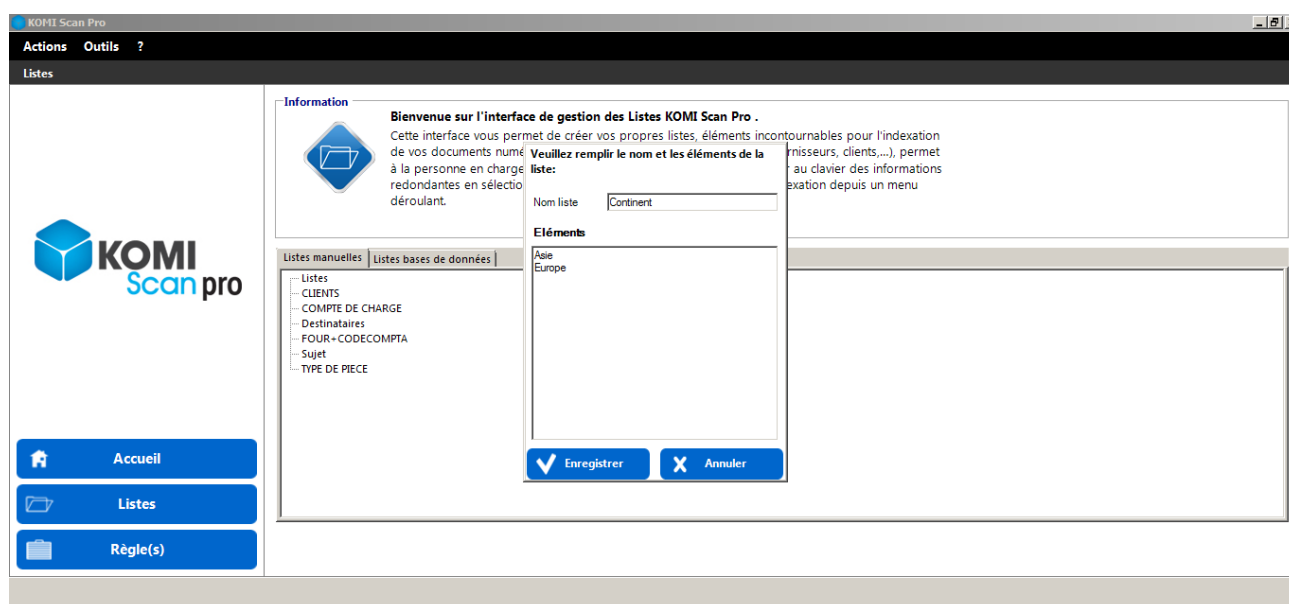 KOMI Scan Pro
Actions Outils ?
Listes
Information
Bienvenue sur l'interface de gestion des Listes KOMI Scan Pro .
Cette interface vous permet de créer vos propres listes, éléments incontournables pour l'indexation
de vos documents numé
rnisseurs, clients,...), permet
à la personne en charge
r au clavier des informations
redondantes en sélectio
exation depuis un menu
déroulant.
Veuillez remplir le nom et les éléments de la
liste:
Nom liste
Continent
Eléments
Asie
Europe
Enregistrer
Annuler
KOMI
Scan pro
Listes manuelles
Listes bases de données
Listes
CLIENTS
COMPTE DE CHARGE
Destinataires
FOUR+CODECOMPTA
Sujet
TYPE DE PIECE
Accueil
Listes
Règle(s)